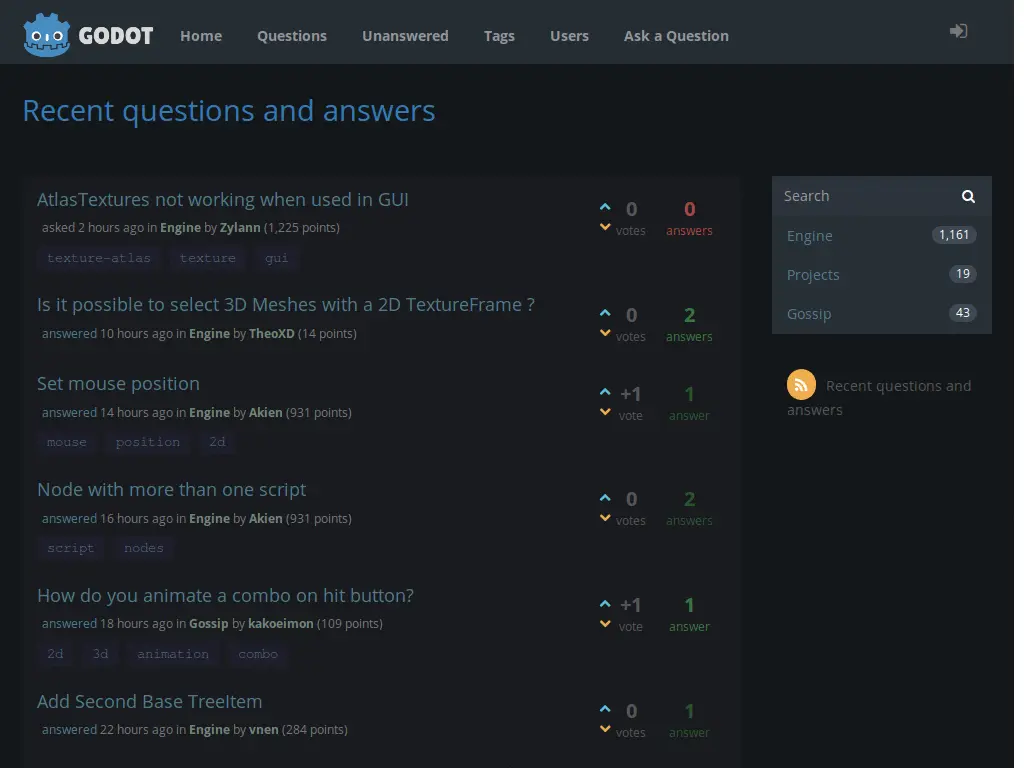 GODOT Home Questions Unanswered Tags Users Ask a Question
Recent questions and answers
AtlasTextures not working when used in GUI
asked 2 hours ago in Engine by Zylann (1,225 points)
texture-atlas texture gui
0 votes
0 answers
Is it possible to select 3D Meshes with a 2D TextureFrame ?
answered 10 hours ago in Engine by TheoXD (14 points)
0 votes
2 answers
Set mouse position
answered 14 hours ago in Engine by Akien (931 points)
mouse position 2d
+1 vote
1 answer
Node with more than one script
answered 16 hours ago in Engine by Akien (931 points)
script nodes
0 votes
2 answers
How do you animate a combo on hit button?
answered 18 hours ago in Gossip by kakoeimon (109 points)
2d 3d animation combo
+1 vote
1 answer
Add Second Base TreeItem
answered 22 hours ago in Engine by vnen (284 points)
0 votes
1 answer
Search
Engine 1,161
Projects 19
Gossip 43
Recent questions and
answers